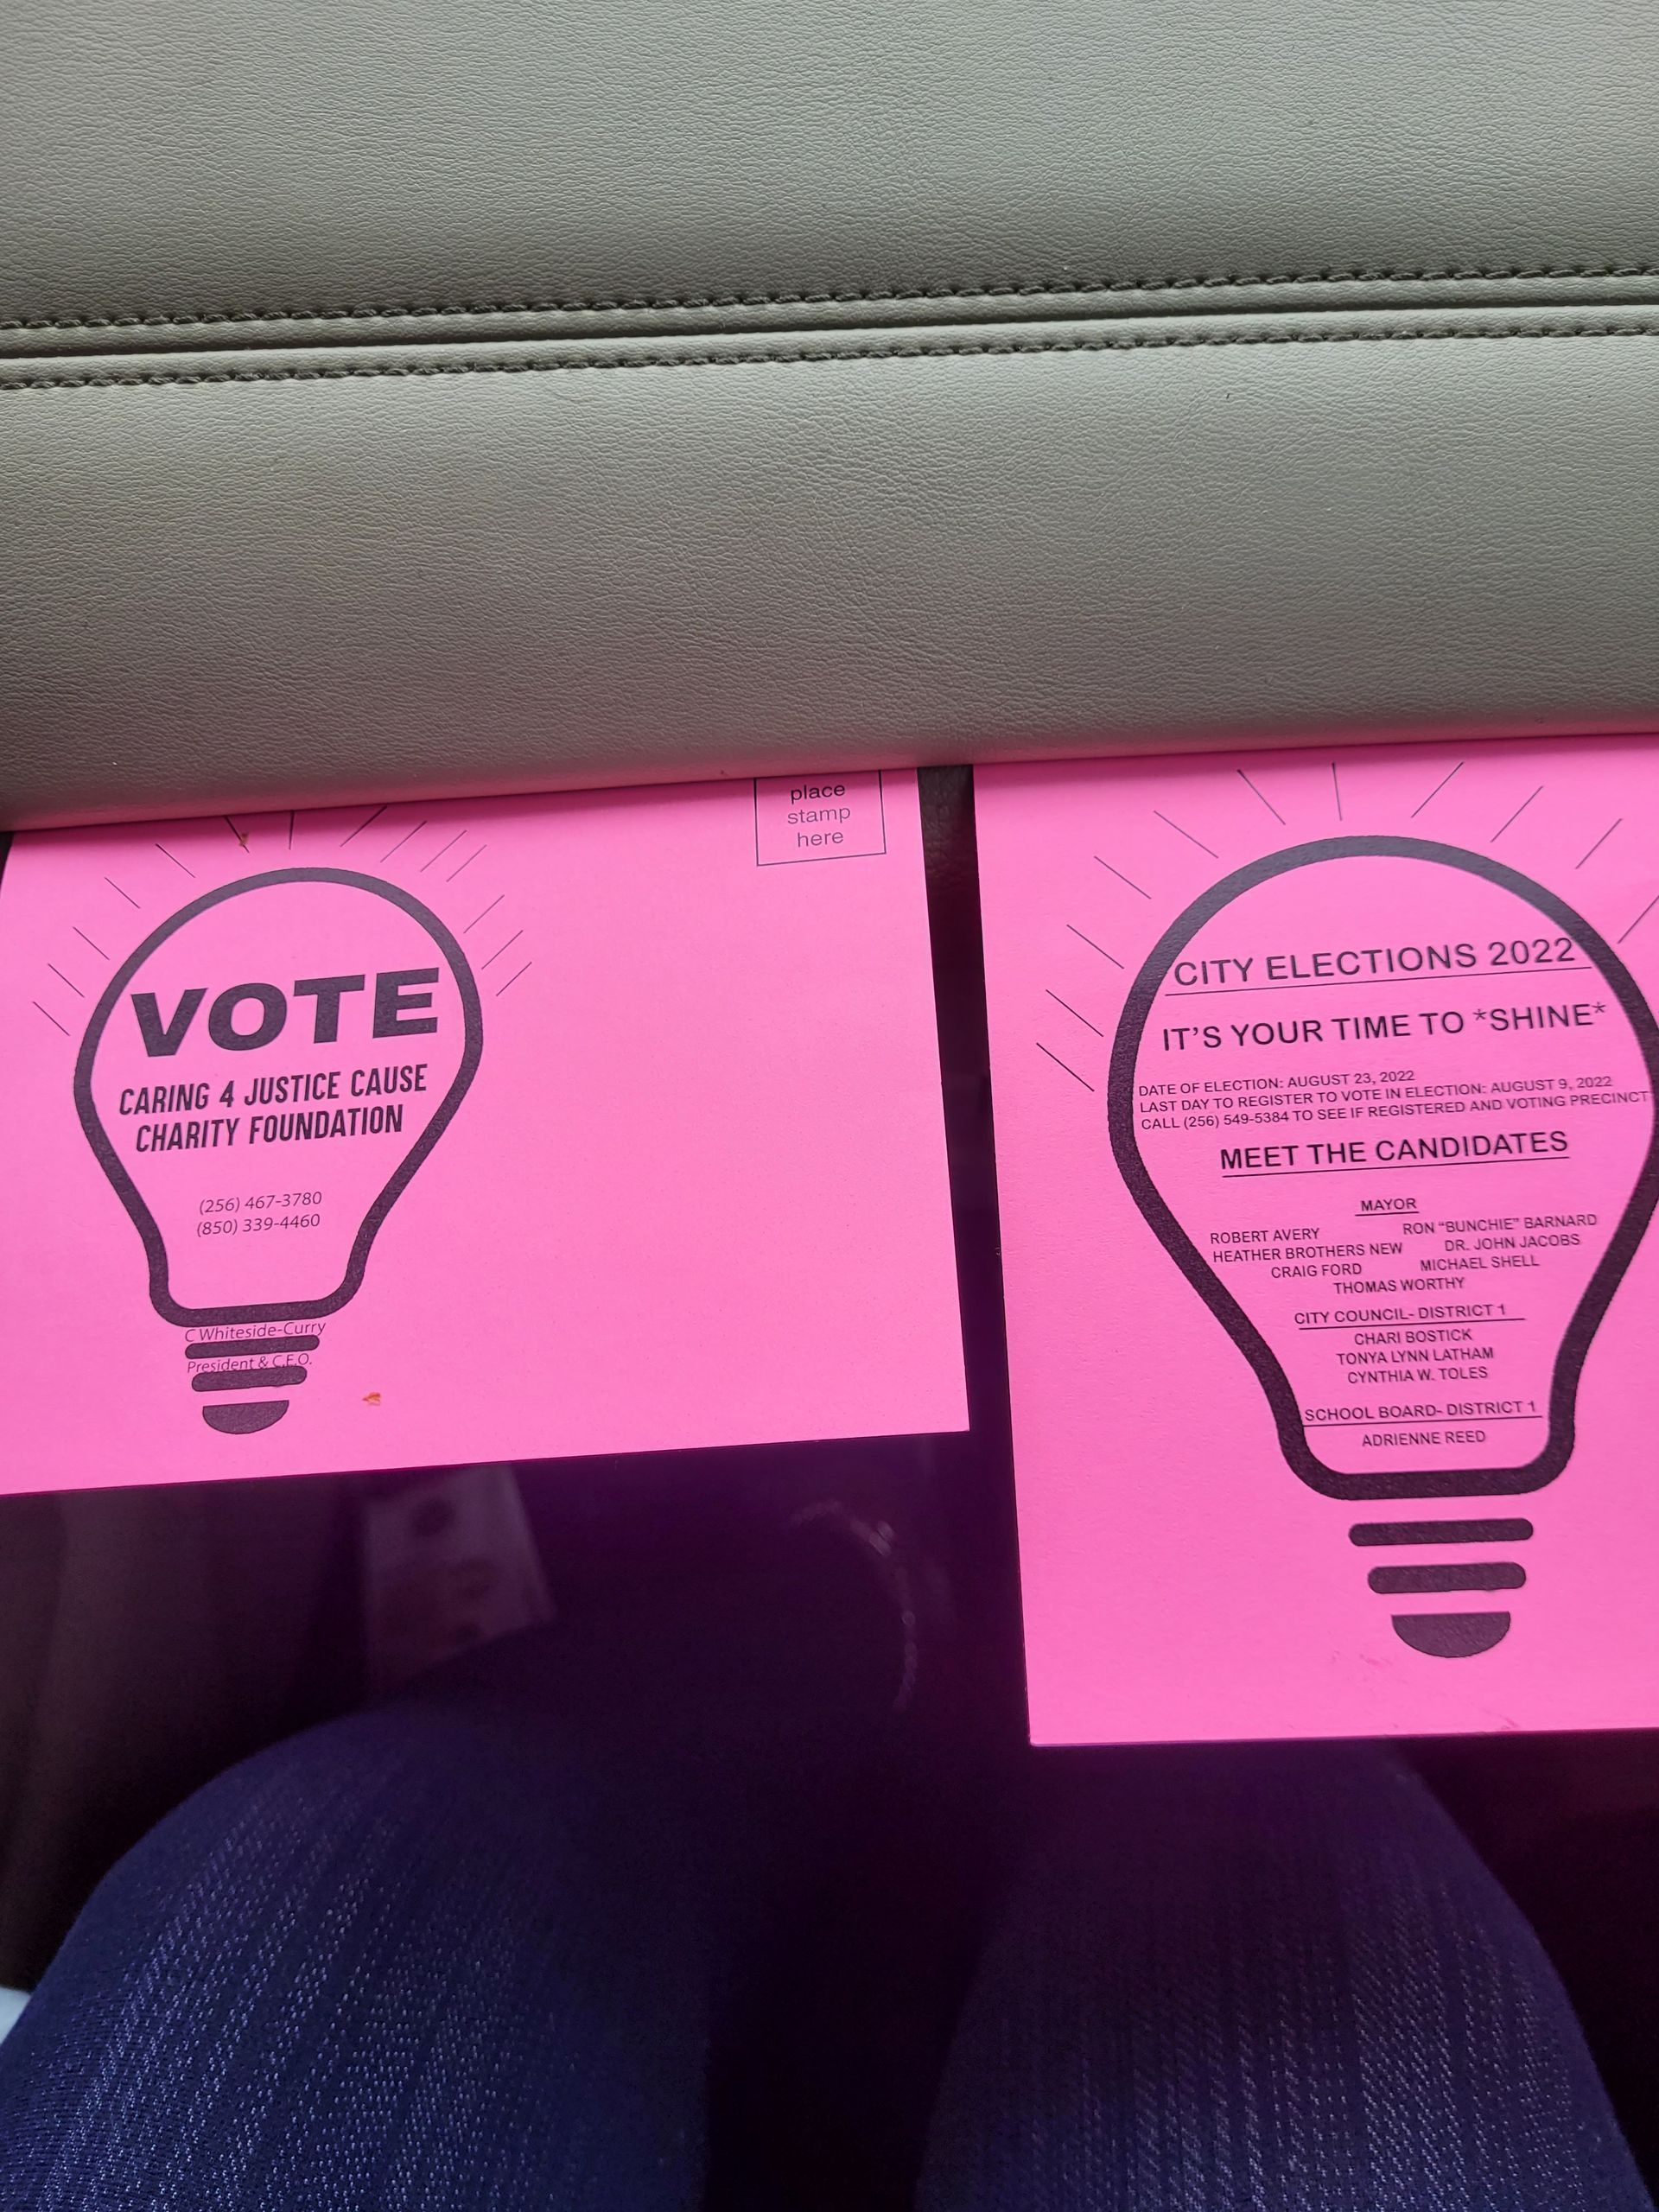 place
stamp
here
VOTE
CARING 4 JUSTICE CAUSE
CHARITY FOUNDATION
(256) 467-3780
(850) 339-4460
C Whiteside-Curry
President & C.E.O.
CITY ELECTIONS 2022
IT'S YOUR TIME TO *SHINE*
DATE OF ELECTION: AUGUST 23, 2022
LAST DAY TO REGISTER TO VOTE IN ELECTION: AUGUST 9, 2022
CALL (256) 549-5384 TO SEE IF REGISTERED AND VOTING PRECINCT
MEET THE CANDIDATES
MAYOR
ROBERT AVERY RON "BUNCHIE" BARNARD
HEATHER BROTHERS NEW DR. JOHN JACOBS
CRAIG FORD MICHAEL SHELL
THOMAS WORTHY
CITY COUNCIL- DISTRICT 1
CHARI BOSTICK
TONYA LYNN LATHAM
CYNTHIA W. TOLES
SCHOOL BOARD- DISTRICT 1
ADRIENNE REED